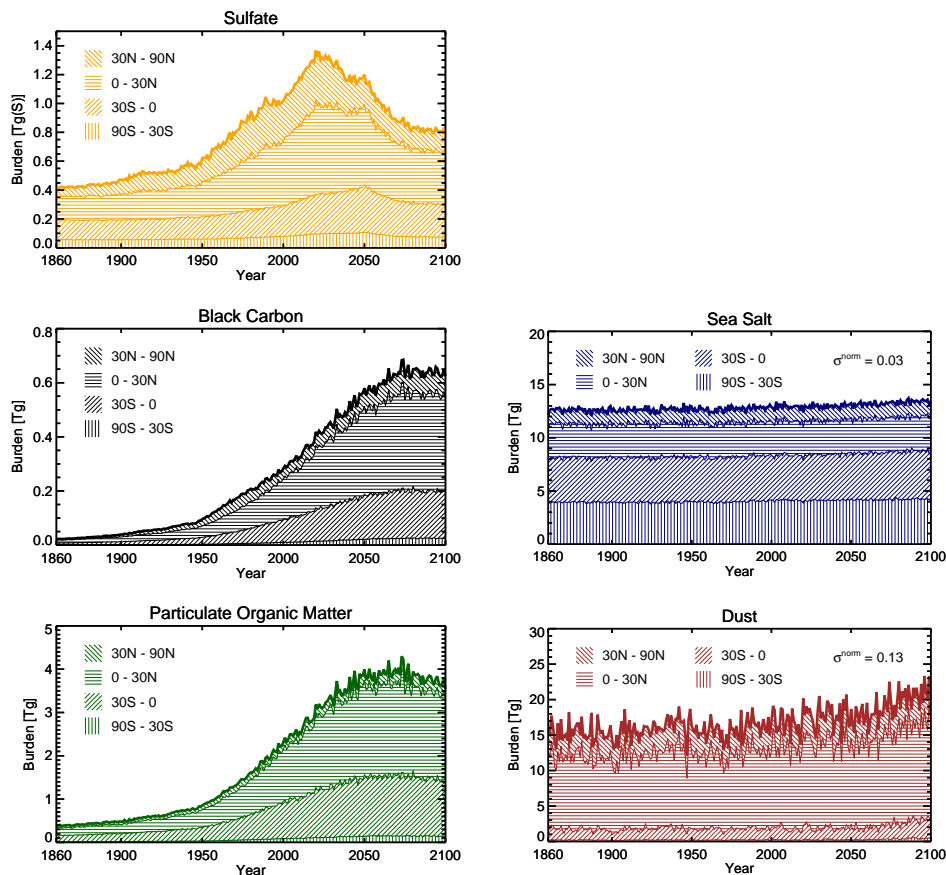 Sulfate
Burden [Tg(S)]
1.4
1.2
1.0
0.8
0.6
0.4
0.2
0.0
30N - 90N
0 - 30N
30S - 0
90S - 30S
1860 1900 1950 2000 2050 2100
Year
Black Carbon
Burden [Tg]
0.8
0.6
0.4
0.2
0.0
30N - 90N
0 - 30N
30S - 0
90S - 30S
1860 1900 1950 2000 2050 2100
Year
Sea Salt
Burden [Tg]
20
15
10
5
0
30N - 90N 30S - 0 σnorm = 0.03
0 - 30N 90S - 30S
1860 1900 1950 2000 2050 2100
Year
Particulate Organic Matter
Burden [Tg]
5
4
3
2
1
0
30N - 90N
0 - 30N
30S - 0
90S - 30S
1860 1900 1950 2000 2050 2100
Year
Dust
Burden [Tg]
30
25
20
15
10
5
0
30N - 90N 30S - 0 σnorm = 0.13
0 - 30N 90S - 30S
1860 1900 1950 2000 2050 2100
Year